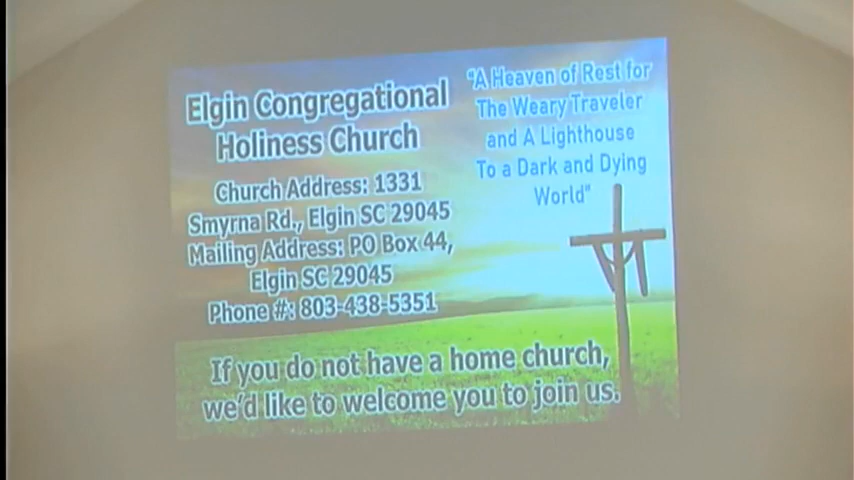 Elgin Congregational
Holiness Church
Church Address: 1331
Smyrna Rd., Elgin SC 29045
Mailing Address: PO Box 44,
Elgin SC 29045
Phone #: 803-438-5351
"A Heaven of Rest for
The Weary Traveler
and A Lighthouse
To a Dark and Dying
World"
If you do not have a home church,
we'd like to welcome you to join us.